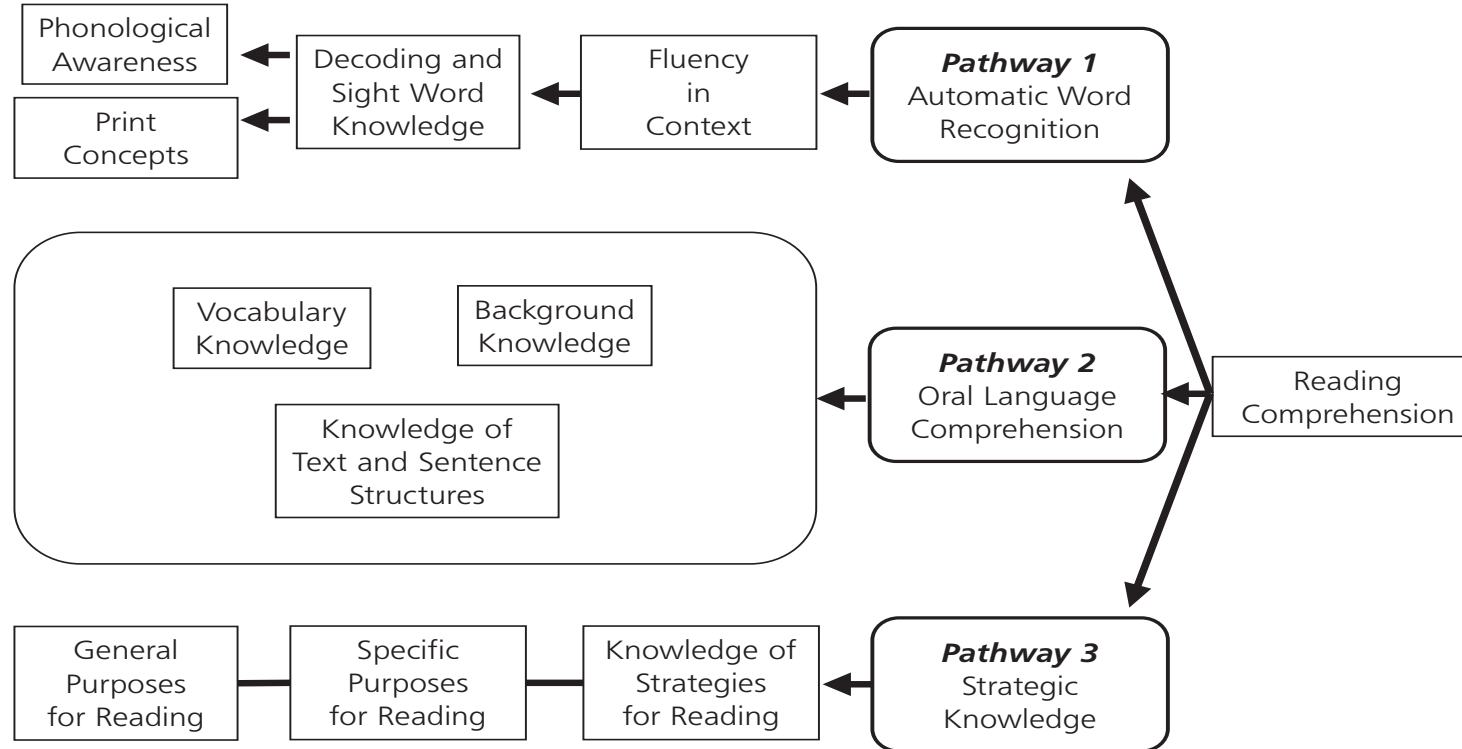 Phonological
Awareness
Print
Concepts
Decoding and
Sight Word
Knowledge
Fluency
in
Context
Pathway 1
Automatic Word
Recognition
Vocabulary
Knowledge
Background
Knowledge
Knowledge of
Text and Sentence
Structures
Pathway 2
Oral Language
Comprehension
Reading
Comprehension
General
Purposes
for Reading
Specific
Purposes
for Reading
Knowledge of
Strategies
for Reading
Pathway 3
Strategic
Knowledge